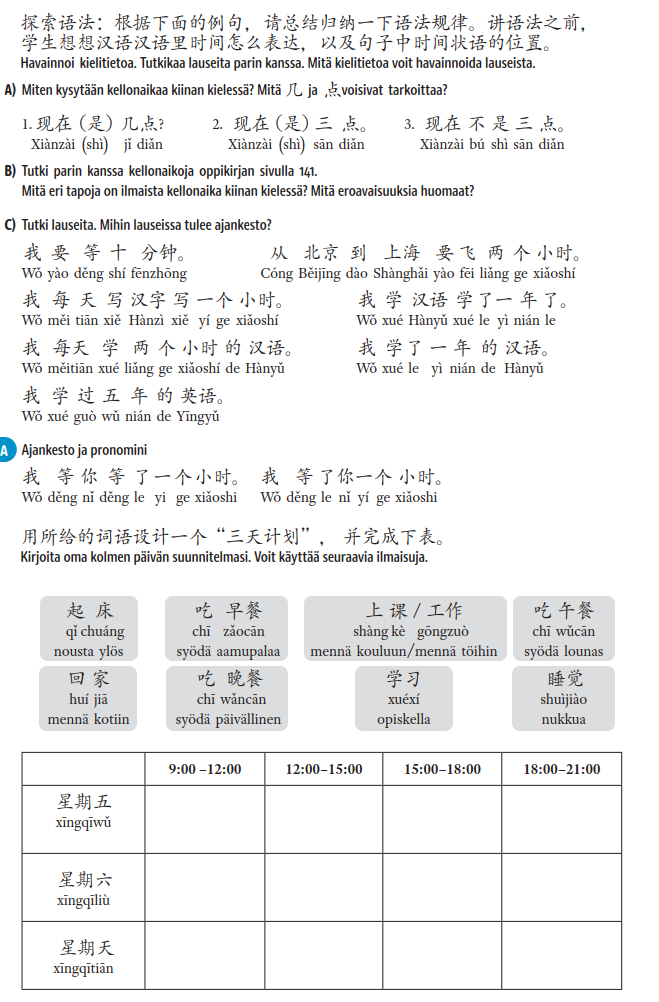 探索语法：根据下面的例句，请总结归纳一下语法规律。讲语法之前，
学生想想汉语汉语里时间怎么表达，以及句子中时间状语的位置。
Havainnoi kielitietoa. Tutkikaa lauseita parin kanssa. Mitä kielitietoa voit havainnoida lauseista.
A) Miten kysytään kellonaikaa kiinan kielessä? Mitä 几 ja 点 voisivat tarkoittaa?
1. 现在（是）几点? 2. 现在（是）三 点。 3. 现在 不 是 三 点。
Xiànzài (shì) jǐ diǎn Xiànzài (shì) sān diǎn Xiànzài bú shì sān diǎn
B) Tutki parin kanssa kellonaikoja oppikirjan sivulla 141.
Mitä eri tapoja on ilmaista kellonaika kiinan kielessä? Mitä eroavaisuuksia huomaat?
C) Tutki lauseita. Mihin lauseissa tulee ajankesto?
我 要 等 十 分钟。 从 北京 到 上海 要 飞 两 个 小时。
Wǒ yào děng shí fēnzhōng Cóng Běijīng dào Shànghǎi yào fēi liǎng ge xiǎoshí
我 每 天 写 汉字 写 一个 小时。 我 学 汉语 学了 一 年 了。
Wǒ měi tiān xiě Hànzì xiě yí ge xiǎoshí Wǒ xué Hànyǔ xué le yì nián le
我 每天 学 两 个 小时 的 汉语。 我 学了 一 年 的 汉语。
Wǒ měitiān xué liǎng ge xiǎoshí de Hànyǔ Wǒ xué le yì nián de Hànyǔ
我 学 过 五 年 的 英语。
Wǒ xué guò wǔ nián de Yīngyǔ
A Ajankesto ja pronomini
我 等 你 等 了 一个 小时。 我 等 了你 一个 小时。
Wǒ děng nǐ děng le yi ge xiǎoshi Wǒ děng le nǐ yí ge xiǎoshi
用所给的词语设计一个“三天计划”，并完成下表。
Kirjoita oma kolmen päivän suunnitelmasi. Voit käyttää seuraavia ilmaisuja.
起 床 吃 早餐 上 课 / 工作 吃 午餐
qǐ chuáng chī zǎocān shàng kè gōngzuò chī wǔcān
nousta ylös syödä aamupalaa mennä kouluun/mennä töihin syödä lounas
回 家 吃 晚餐 学习 睡觉
huí jiā chī wǎncān xuéxí shuìjiào
mennä kotiin syödä päivällinen opiskella nukkua
9:00 –12:00 12:00–15:00 15:00–18:00 18:00–21:00
星期五
xīngqīwǔ
星期六
xīngqīliù
星期天
xīngqītiān